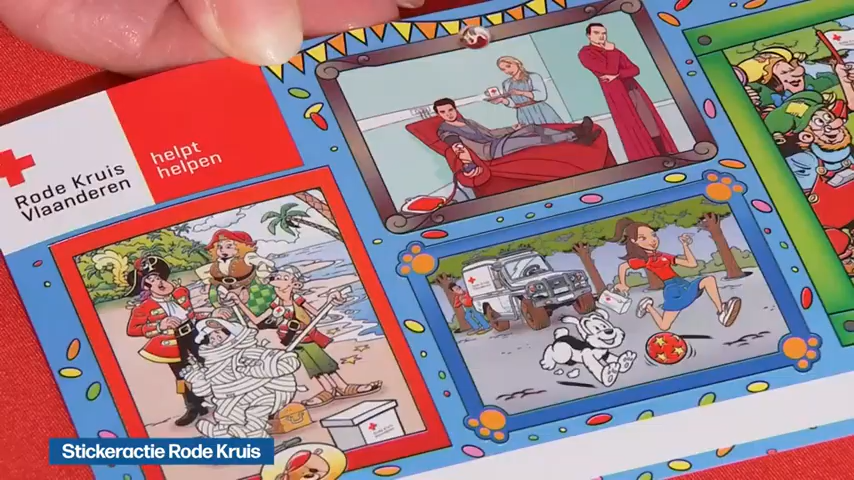 Rode Kruis
Vlaanderen
helpt
helpen
Stickeractie Rode Kruis